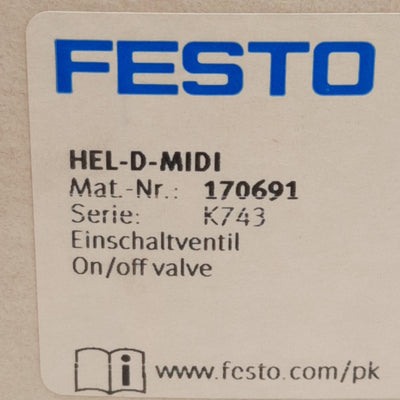 FESTO
HEL-D-MIDI
Mat.-Nr.: 170691
Serie: K743
Einschaltventil
On/off valve
i www.festo.com/pk